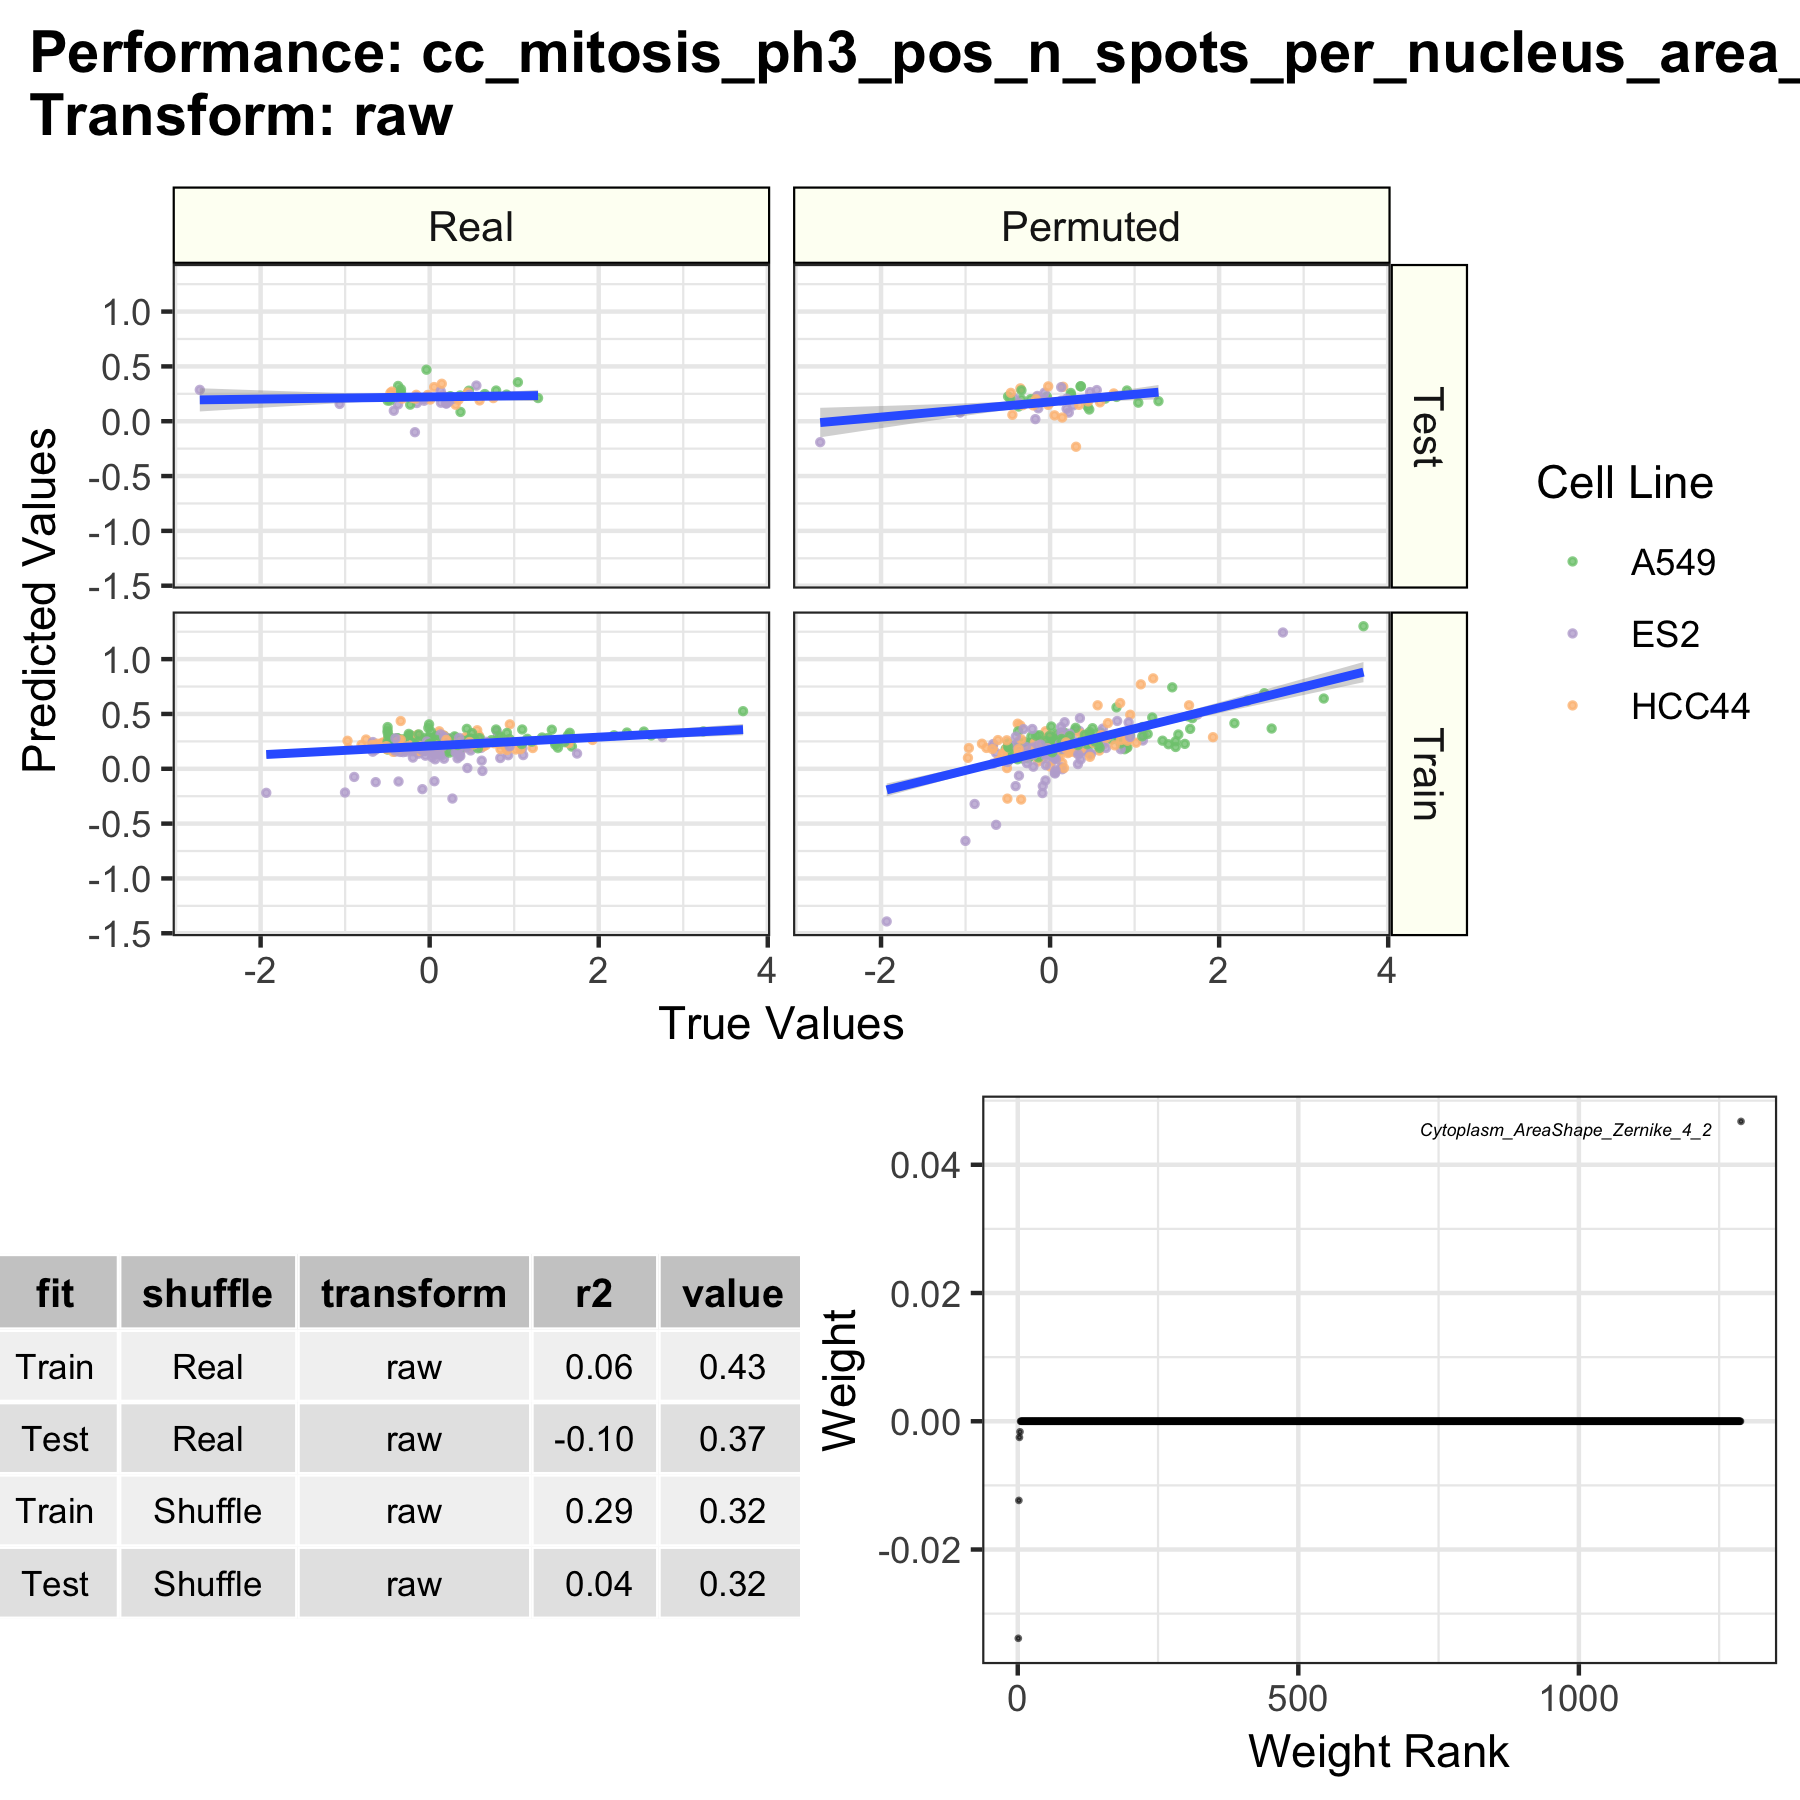 Performance: cc_mitosis_ph3_pos_n_spots_per_nucleus_area_
Transform: raw
Real
Permuted
1.0
0.5
0.0
-0.5
-1.0
-1.5
Test
1.0
0.5
0.0
-0.5
-1.0
-1.5
Train
-2
0
2
4
-2
0
2
4
Predicted Values
True Values
Cell Line
A549
ES2
HCC44
fit shuffle transform r2 value
Train Real raw 0.06 0.43
Test Real raw -0.10 0.37
Train Shuffle raw 0.29 0.32
Test Shuffle raw 0.04 0.32
Cytoplasm_AreaShape_Zernike_4_2
0.04
0.02
0.00
-0.02
Weight
0
500
1000
Weight Rank